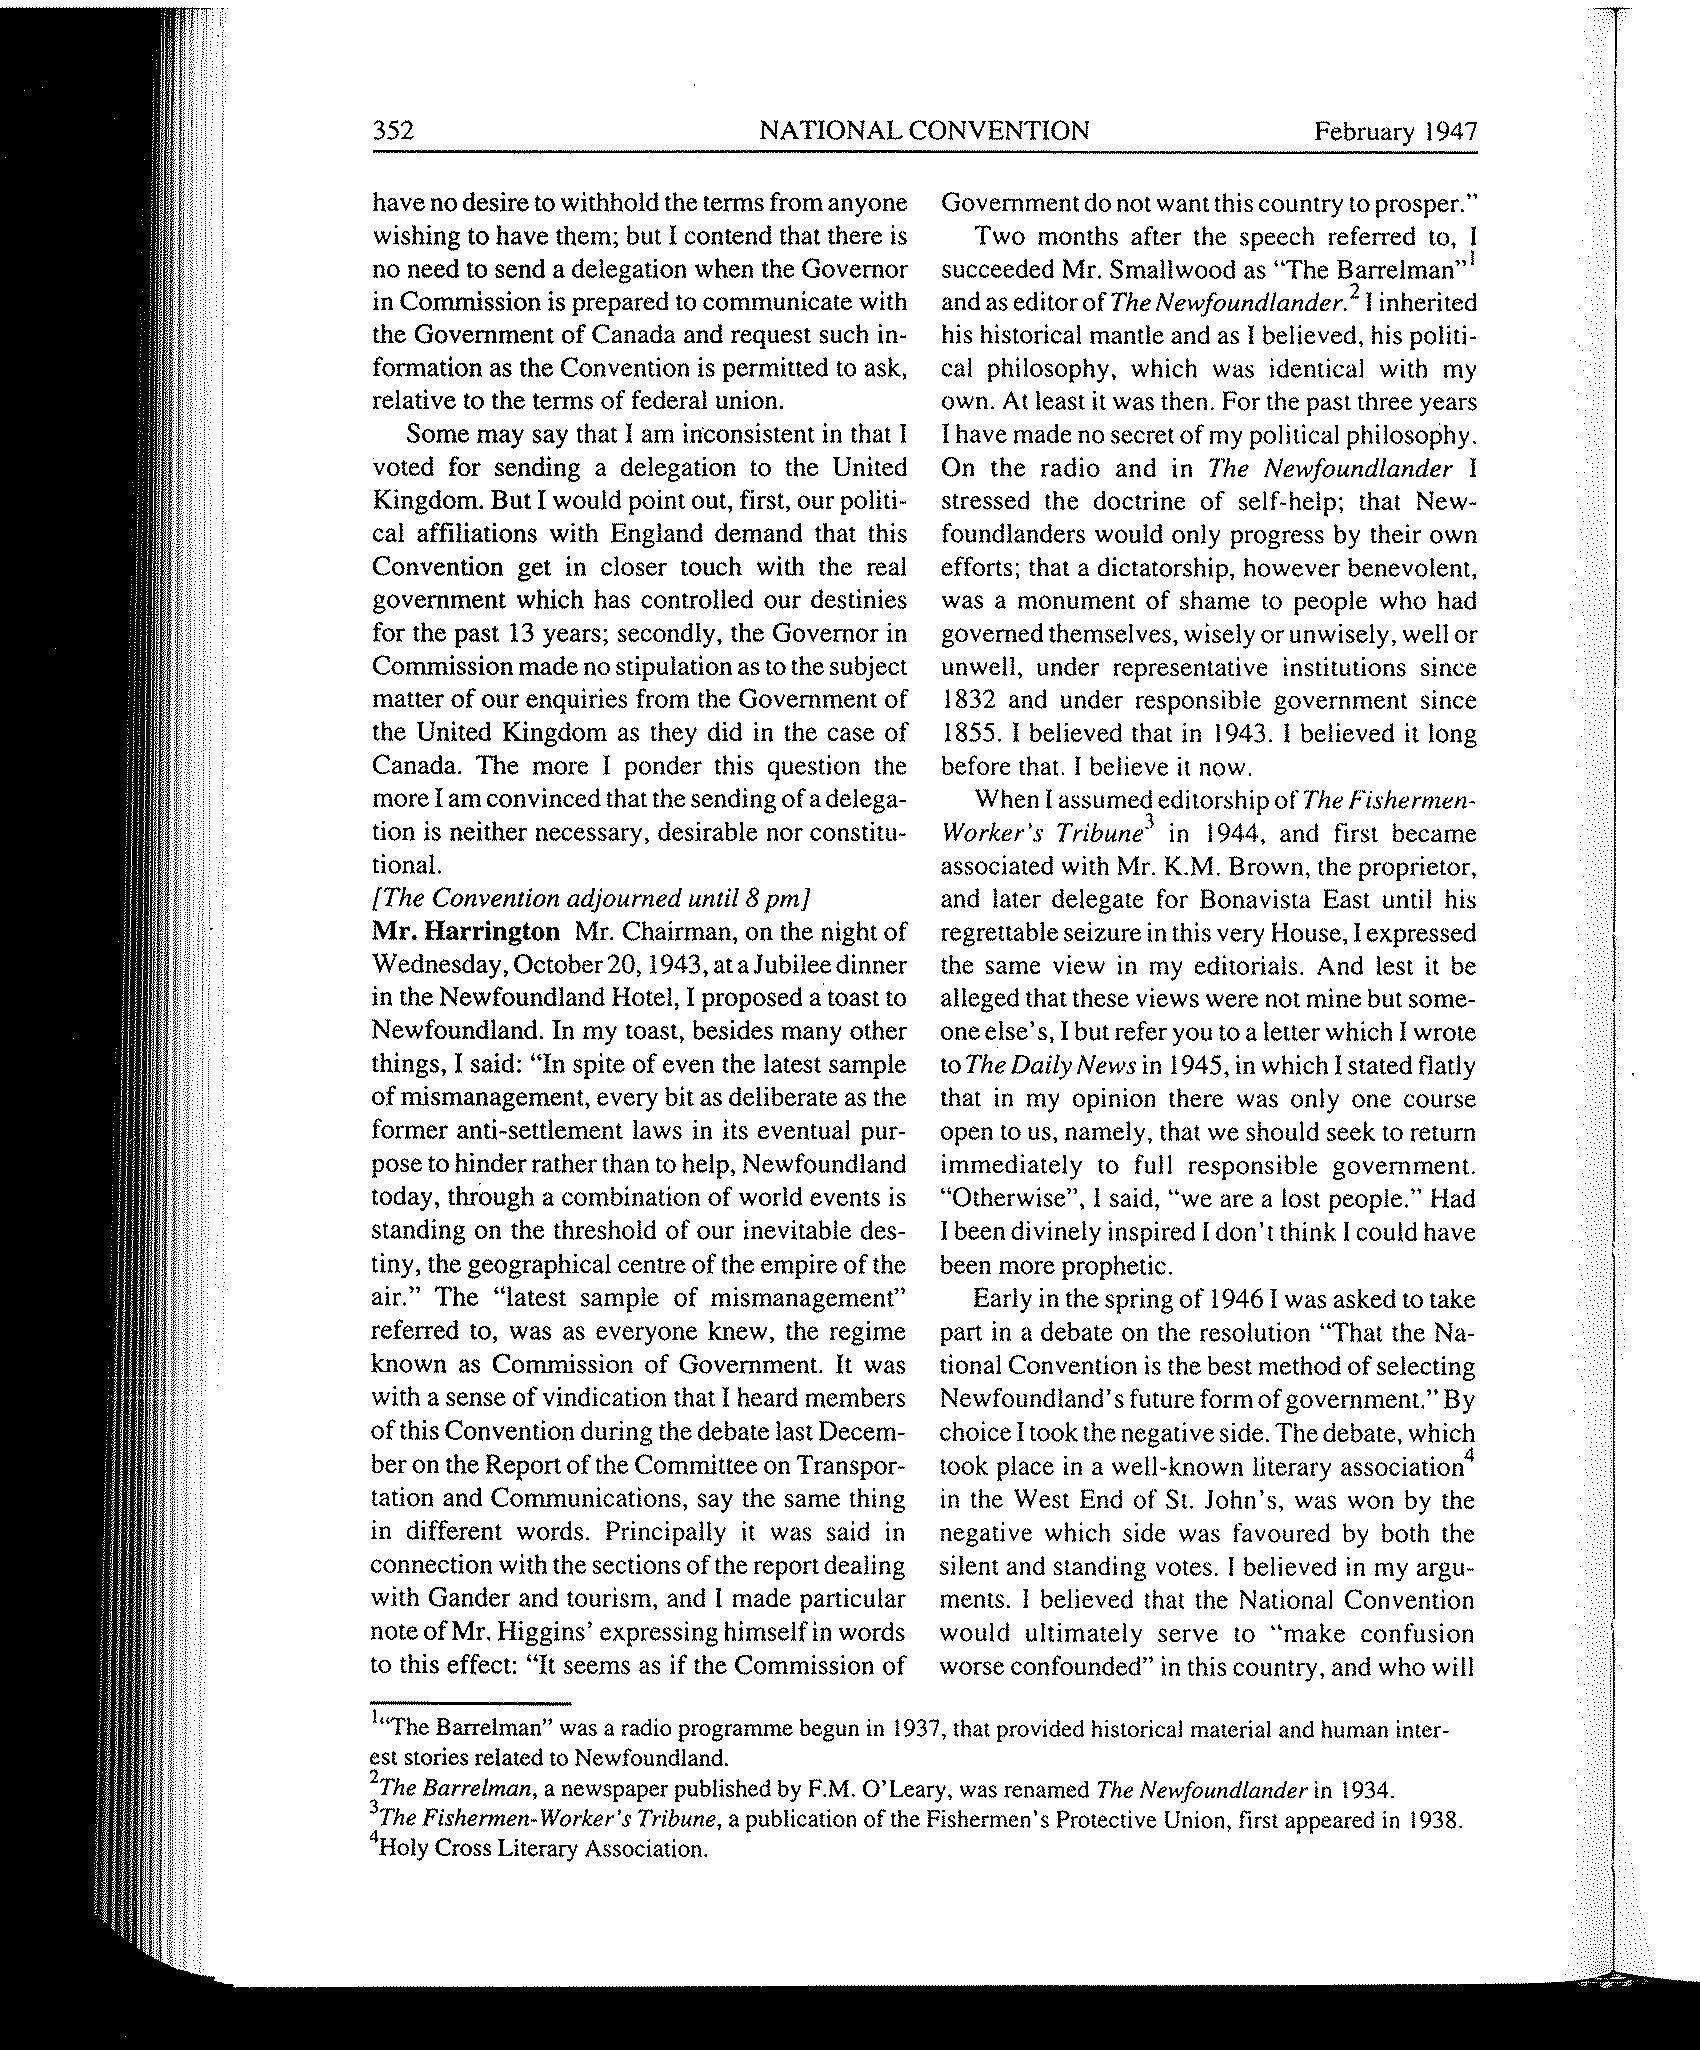 352 NATIONAL CONVENTION February 1947
have no desire to withhold the terms from anyone
wishing to have them; but I contend that there is
no need to send a delegation when the Governor
in Commission is prepared to communicate with
the Government of Canada and request such in-
formation as the Convention is permitted to ask,
relative to the terms of federal union.
Some may say that I am inconsistent in that I
voted for sending a delegation to the United
Kingdom. But I would point out, first, our politi-
cal affiliations with England demand that this
Convention get in closer touch with the real
government which has controlled our destinies
for the past 13 years; secondly, the Governor in
Commission made no stipulation as to the subject
matter of our enquiries from the Government of
the United Kingdom as they did in the case of
Canada. The more I ponder this question the
more I am convinced that the sending of a delega-
tion is neither necessary, desirable nor constitu-
tional.
[The Convention adjourned until 8 pm]
Mr. Harrington Mr. Chairman, on the night of
Wednesday, October 20, 1943, at a Jubilee dinner
in the Newfoundland Hotel, I proposed a toast to
Newfoundland. In my toast, besides many other
things, I said: "In spite of even the latest sample
of mismanagement, every bit as deliberate as the
former anti-settlement laws in its eventual pur-
pose to hinder rather than to help, Newfoundland
today, through a combination of world events is
standing on the threshold of our inevitable des-
tiny, the geographical centre of the empire of the
air." The "latest sample of mismanagement"
referred to, was as everyone knew, the regime
known as Commission of Government. It was
with a sense of vindication that I heard members
of this Convention during the debate last Decem-
ber on the Report of the Committee on Transpor-
tation and Communications, say the same thing
in different words. Principally it was said in
connection with the sections of the report dealing
with Gander and tourism, and I made particular
note of Mr. Higgins' expressing himself in words
to this effect: "It seems as if the Commission of
Government do not want this country to prosper."
Two months after the speech referred to, I
succeeded Mr. Smallwood as "The Barrelman"1
and as editor of The Newfoundlander.2 I inherited
his historical mantle and as I believed, his politi-
cal philosophy, which was identical with my
own. At least it was then. For the past three years
I have made no secret of my political philosophy.
On the radio and in The Newfoundlander I
stressed the doctrine of self-help; that New-
foundlanders would only progress by their own
efforts; that a dictatorship, however benevolent,
was a monument of shame to people who had
governed themselves, wisely or unwisely, well or
unwell, under representative institutions since
1832 and under responsible government since
1855. I believed that in 1943. I believed it long
before that. I believe it now.
When I assumed editorship of The Fishermen-
Worker's Tribune3 in 1944, and first became
associated with Mr. K.M. Brown, the proprietor,
and later delegate for Bonavista East until his
regrettable seizure in this very House, I expressed
the same view in my editorials. And lest it be
alleged that these views were not mine but some-
one else's, I but refer you to a letter which I wrote
to The Daily News in 1945, in which I stated flatly
that in my opinion there was only one course
open to us, namely, that we should seek to return
immediately to full responsible government.
"Otherwise", I said, "we are a lost people." Had
I been divinely inspired I don't think I could have
been more prophetic.
Early in the spring of 1946 I was asked to take
part in a debate on the resolution "That the Na-
tional Convention is the best method of selecting
Newfoundland's future form of government." By
choice I took the negative side. The debate, which
took place in a well-known literary association4
in the West End of St. John's, was won by the
negative which side was favoured by both the
silent and standing votes. I believed in my argu-
ments. I believed that the National Convention
would ultimately serve to "make confusion
worse confounded" in this country, and who will
1"The Barrelman" was a radio programme begun in 1937, that provided historical material and human inter-
est stories related to Newfoundland.
2The Barrelman, a newspaper published by F.M. O'Leary, was renamed The Newfoundlander in 1934.
3The Fishermen-Worker's Tribune, a publication of the Fishermen's Protective Union, first appeared in 1938.
4Holy Cross Literary Association.